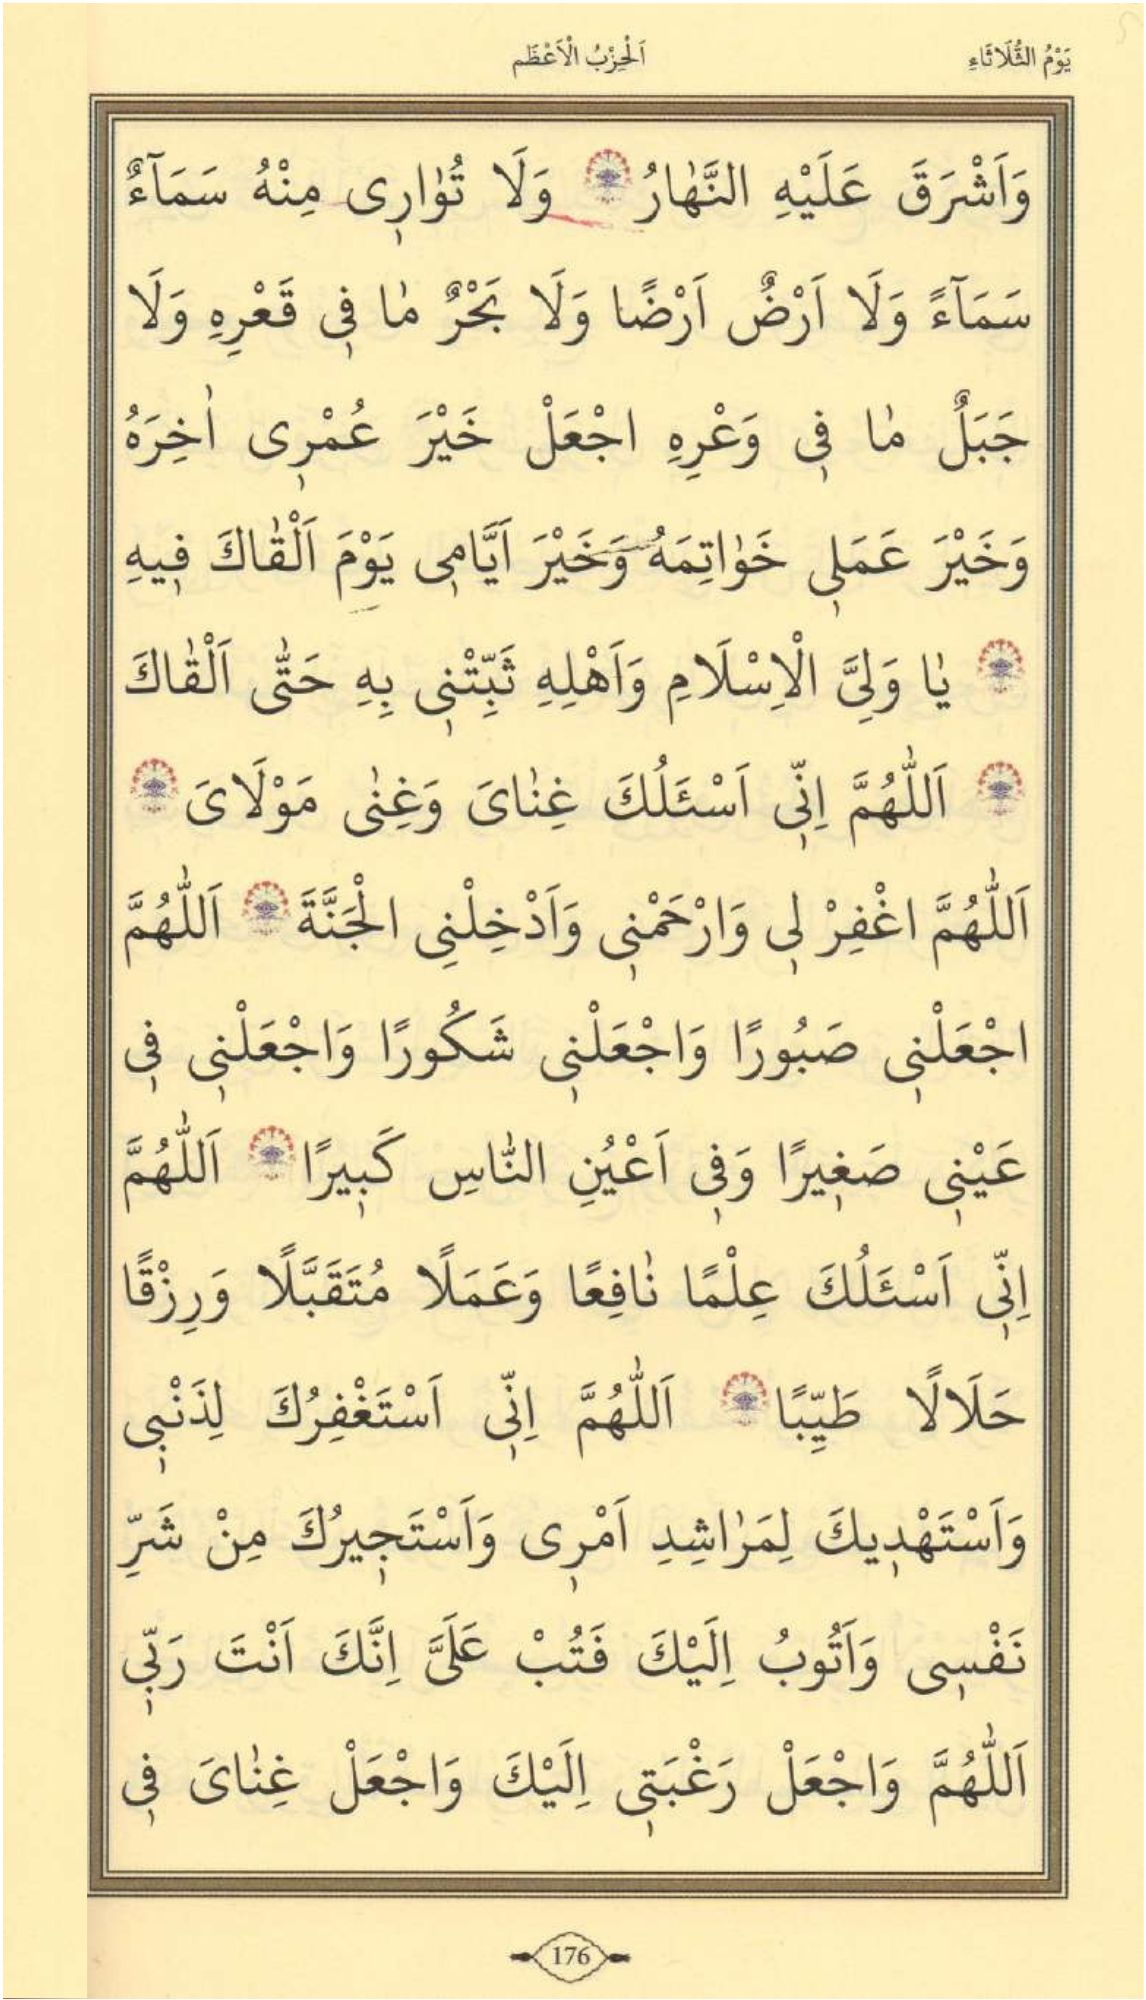 يَوْمُ الثُّلَاثَاءِ
اَلْحِزْبُ الْاَعْظَم
وَاَشْرَقَ عَلَيْهِ النَّهٰارُ وَلَا تُوٰارٖى مِنْهُ سَمَآءٌ
سَمَآءً وَلَا اَرْضٌ اَرْضًا وَلَا بَحْرٌ مٰا فٖى قَعْرِهِ وَلَا
جَبَلٌ مٰا فٖى وَعْرِهِ اجْعَلْ خَيْرَ عُمْرٖى اٰخِرَهُ
وَخَيْرَ عَمَلٖى خَوٰاتِمَهُ وَخَيْرَ اَيَّامٖى يَوْمَ اَلْقٰاكَ فٖيهِ
يٰا وَلِيَّ الْاِسْلَامِ وَاَهْلِهِ ثَبِّتْنٖى بِهِ حَتّٰى اَلْقٰاكَ
اَللّٰهُمَّ اِنّٖى اَسْئَلُكَ غِنٰاىَ وَغِنٰى مَوْلَاىَ
اَللّٰهُمَّ اغْفِرْ لٖى وَارْحَمْنٖى وَاَدْخِلْنِى الْجَنَّةَ اَللّٰهُمَّ
اجْعَلْنٖى صَبُورًا وَاجْعَلْنٖى شَكُورًا وَاجْعَلْنٖى فٖى
عَيْنٖى صَغٖيرًا وَفٖى اَعْيُنِ النّٰاسِ كَبٖيرًا اَللّٰهُمَّ
اِنّٖى اَسْئَلُكَ عِلْمًا نٰافِعًا وَعَمَلًا مُتَقَبَّلًا وَرِزْقًا
حَلَالًا طَيِّبًا اَللّٰهُمَّ اِنّٖى اَسْتَغْفِرُكَ لِذَنْبٖى
وَاَسْتَهْدٖيكَ لِمَرٰاشِدِ اَمْرٖى وَاَسْتَجٖيرُكَ مِنْ شَرِّ
نَفْسٖى وَاَتُوبُ اِلَيْكَ فَتُبْ عَلَيَّ اِنَّكَ اَنْتَ رَبّٖى
اَللّٰهُمَّ وَاجْعَلْ رَغْبَتٖى اِلَيْكَ وَاجْعَلْ غِنٰاىَ فٖى
176